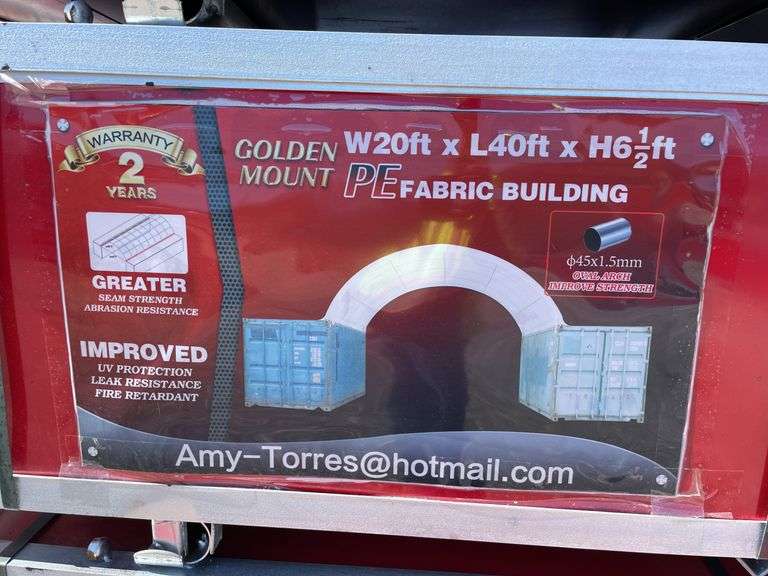 WARRANTY
2
YEARS
GOLDEN
MOUNT
W20ft x L40ft x H6½ft
PE FABRIC BUILDING
GREATER
SEAM STRENGTH
ABRASION RESISTANCE
ϕ45x1.5mm
OVAL ARCH
IMPROVE STRENGTH
IMPROVED
UV PROTECTION
LEAK RESISTANCE
FIRE RETARDANT
Amy-Torres@hotmail.com